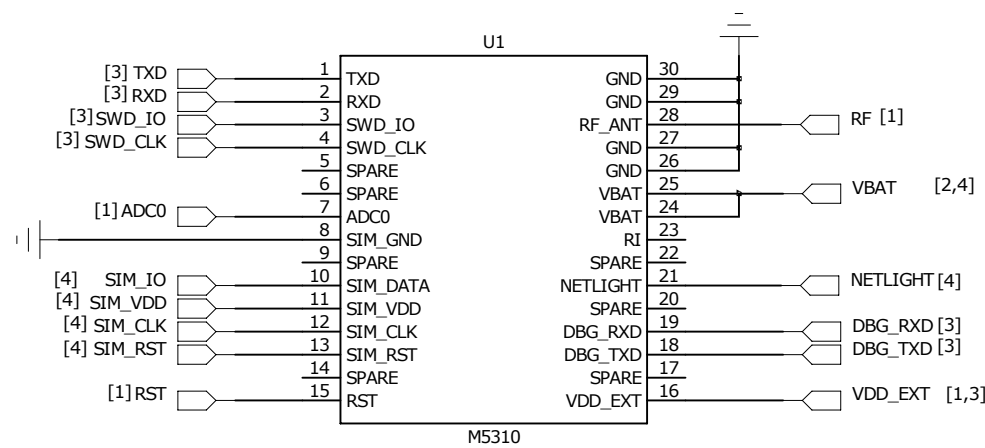 U1
[3] TXD 1 TXD GND 30
[3] RXD 2 RXD GND 29
[3] SWD_IO 3 SWD_IO RF_ANT 28 RF [1]
[3] SWD_CLK 4 SWD_CLK GND 27
5 SPARE GND 26
6 SPARE VBAT 25 VBAT [2,4]
[1] ADC0 7 ADC0 VBAT 24
8 SIM_GND RI 23
9 SPARE SPARE 22
[4] SIM_IO 10 SIM_DATA NETLIGHT 21 NETLIGHT [4]
[4] SIM_VDD 11 SIM_VDD SPARE 20
[4] SIM_CLK 12 SIM_CLK DBG_RXD 19 DBG_RXD [3]
[4] SIM_RST 13 SIM_RST DBG_TXD 18 DBG_TXD [3]
14 SPARE SPARE 17
[1] RST 15 RST VDD_EXT 16 VDD_EXT [1,3]
M5310